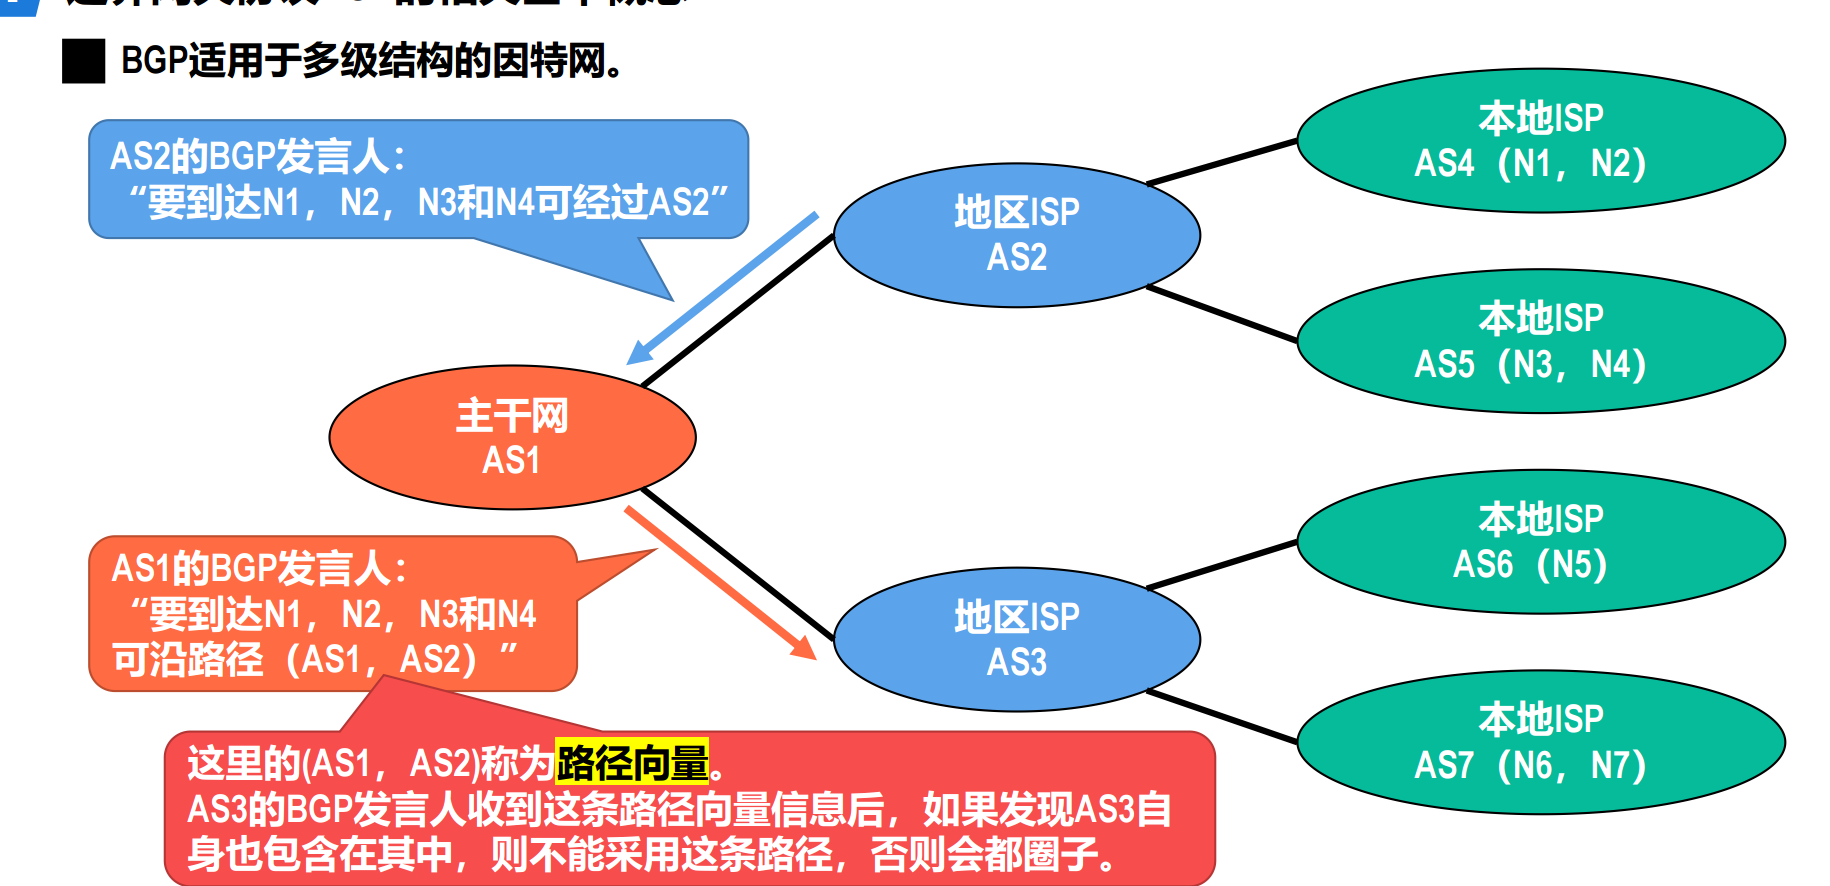 BGP适用于多级结构的因特网。
AS2的BGP发言人：
“要到达N1，N2，N3和N4可经过AS2”
本地ISP
AS4（N1，N2）
地区ISP
AS2
本地ISP
AS5（N3，N4）
主干网
AS1
AS1的BGP发言人：
“要到达N1，N2，N3和N4
可沿路径（AS1，AS2）”
本地ISP
AS6（N5）
地区ISP
AS3
本地ISP
AS7（N6，N7）
这里的(AS1，AS2)称为路径向量。
AS3的BGP发言人收到这条路径向量信息后，如果发现AS3自
身也包含在其中，则不能采用这条路径，否则会都圈子。